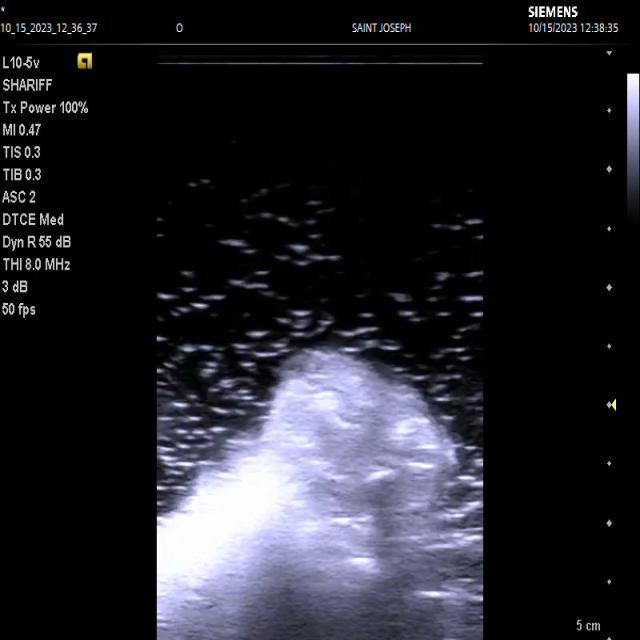 *
SIEMENS
10_15_2023_12_36_37 O SAINT JOSEPH 10/15/2023 12:38:35
L10-5v
SHARIFF
Tx Power 100%
MI 0.47
TIS 0.3
TIB 0.3
ASC 2
DTCE Med
Dyn R 55 dB
THI 8.0 MHz
3 dB
50 fps
5 cm